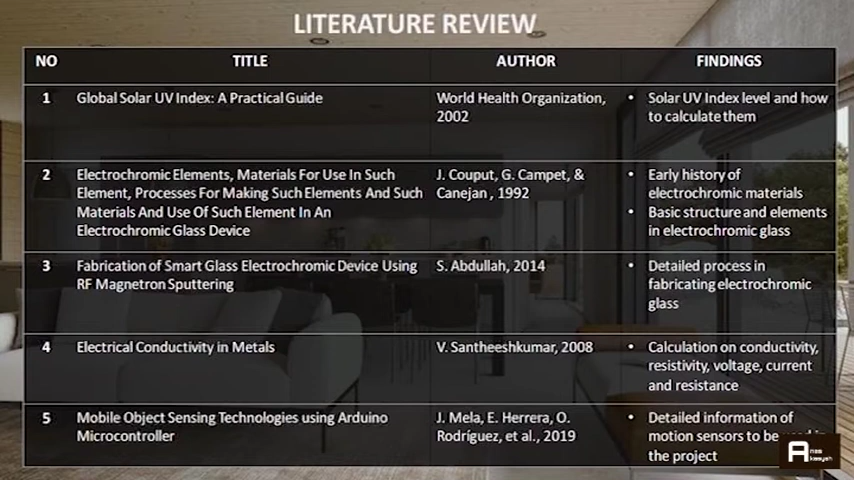 LITERATURE REVIEW
NO TITLE AUTHOR FINDINGS
1
Global Solar UV Index: A Practical Guide
World Health Organization,
2002
• Solar UV Index level and how
to calculate them
2
Electrochromic Elements, Materials For Use In Such
Element, Processes For Making Such Elements And Such
Materials And Use Of Such Element In An
Electrochromic Glass Device
J. Couput, G. Campet, &
Canejan , 1992
• Early history of
electrochromic materials
• Basic structure and elements
in electrochromic glass
3
Fabrication of Smart Glass Electrochromic Device Using
RF Magnetron Sputtering
S. Abdullah, 2014
• Detailed process in
fabricating electrochromic
glass
4
Electrical Conductivity in Metals
V. Santheeshkumar, 2008
• Calculation on conductivity,
resistivity, voltage, current
and resistance
5
Mobile Object Sensing Technologies using Arduino
Microcontroller
J. Mela, E. Herrera, O.
Rodríguez, et al., 2019
• Detailed information of
motion sensors to be
the project
A